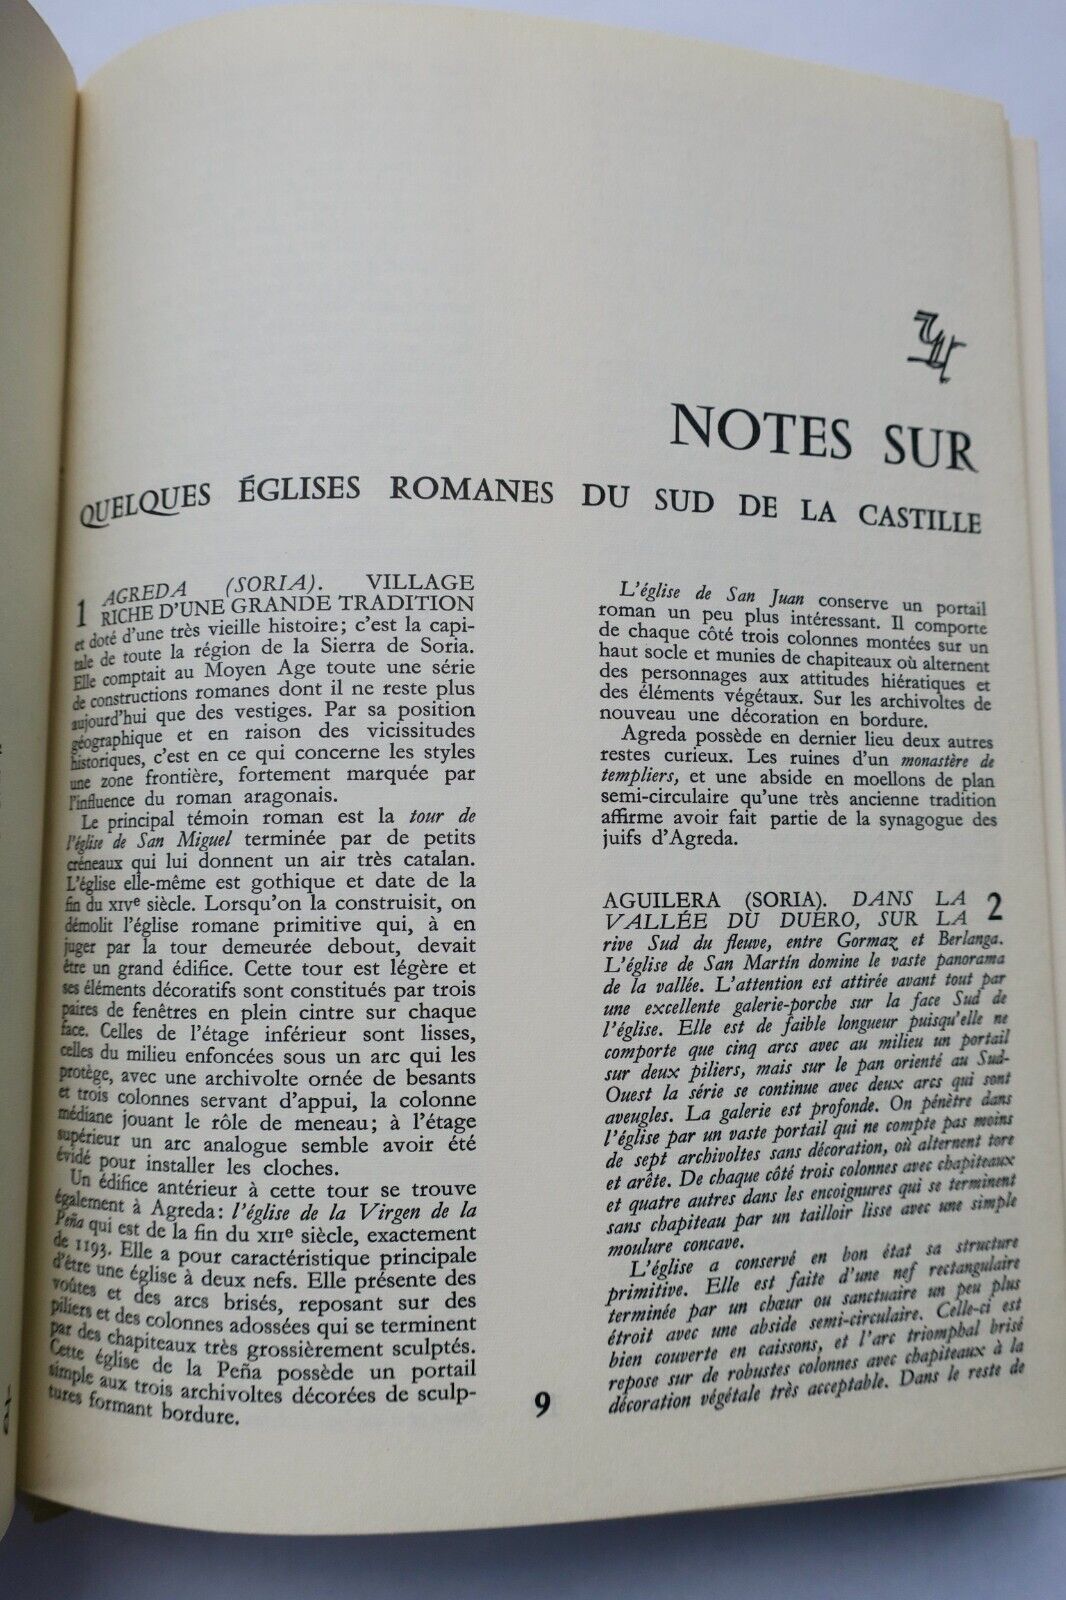 NOTES SUR
QUELQUES ÉGLISES ROMANES DU SUD DE LA CASTILLE
1 AGREDA (SORIA). VILLAGE
RICHE D'UNE GRANDE TRADITION
et doté d'une très vieille histoire; c'est la capi-
tale de toute la région de la Sierra de Soria.
Elle comptait au Moyen Age toute une série
de constructions romanes dont il ne reste plus
aujourd'hui que des vestiges. Par sa position
géographique et en raison des vicissitudes
historiques, c'est en ce qui concerne les styles
une zone frontière, fortement marquée par
l'influence du roman aragonais.
Le principal témoin roman est la tour de
l'église de San Miguel terminée par de petits
créneaux qui lui donnent un air très catalan.
L'église elle-même est gothique et date de la
fin du XIVe siècle. Lorsqu'on la construisit, on
démolit l'église romane primitive qui, à en
juger par la tour demeurée debout, devait
être un grand édifice. Cette tour est légère et
ses éléments décoratifs sont constitués par trois
paires de fenêtres en plein cintre sur chaque
face. Celles de l'étage inférieur sont lisses,
celles du milieu enfoncées sous un arc qui les
protège, avec une archivolte ornée de besants
et trois colonnes servant d'appui, la colonne
médiane jouant le rôle de meneau; à l'étage
supérieur un arc analogue semble avoir été
évidé pour installer les cloches.
Un édifice antérieur à cette tour se trouve
également à Agreda: l'église de la Virgen de la
Peña qui est de la fin du XIIe siècle, exactement
de 1193. Elle a pour caractéristique principale
d'être une église à deux nefs. Elle présente des
voûtes et des arcs brisés, reposant sur des
piliers et des colonnes adossées qui se terminent
par des chapiteaux très grossièrement sculptés.
Cette église de la Peña possède un portail
simple aux trois archivoltes décorées de sculp-
tures formant bordure.
L'église de San Juan conserve un portail
roman un peu plus intéressant. Il comporte
de chaque côté trois colonnes montées sur un
haut socle et munies de chapiteaux où alternent
des personnages aux attitudes hiératiques et
des éléments végétaux. Sur les archivoltes de
nouveau une décoration en bordure.
Agreda possède en dernier lieu deux autres
restes curieux. Les ruines d'un monastère de
templiers, et une abside en moellons de plan
semi-circulaire qu'une très ancienne tradition
affirme avoir fait partie de la synagogue des
juifs d'Agreda.
AGUILERA (SORIA). DANS LA 2
VALLÉE DU DUERO, SUR LA
rive Sud du fleuve, entre Gormaz et Berlanga.
L'église de San Martín domine le vaste panorama
de la vallée. L'attention est attirée avant tout par
une excellente galerie-porche sur la face Sud de
l'église. Elle est de faible longueur puisqu'elle ne
comporte que cinq arcs avec au milieu un portail
sur deux piliers, mais sur le pan orienté au Sud-
Ouest la série se continue avec deux arcs qui sont
aveugles. La galerie est profonde. On pénètre dans
l'église par un vaste portail qui ne compte pas moins
de sept archivoltes sans décoration, où alternent tore
et arête. De chaque côté trois colonnes avec chapiteaux
et quatre autres dans les encoignures qui se terminent
sans chapiteau par un tailloir lisse avec une simple
moulure concave.
L'église a conservé en bon état sa structure
primitive. Elle est faite d'une nef rectangulaire
terminée par un chœur ou sanctuaire un peu plus
étroit avec une abside semi-circulaire. Celle-ci est
bien couverte en caissons, et l'arc triomphal brisé
repose sur de robustes colonnes avec chapiteaux à la
décoration végétale très acceptable. Dans le reste de
9